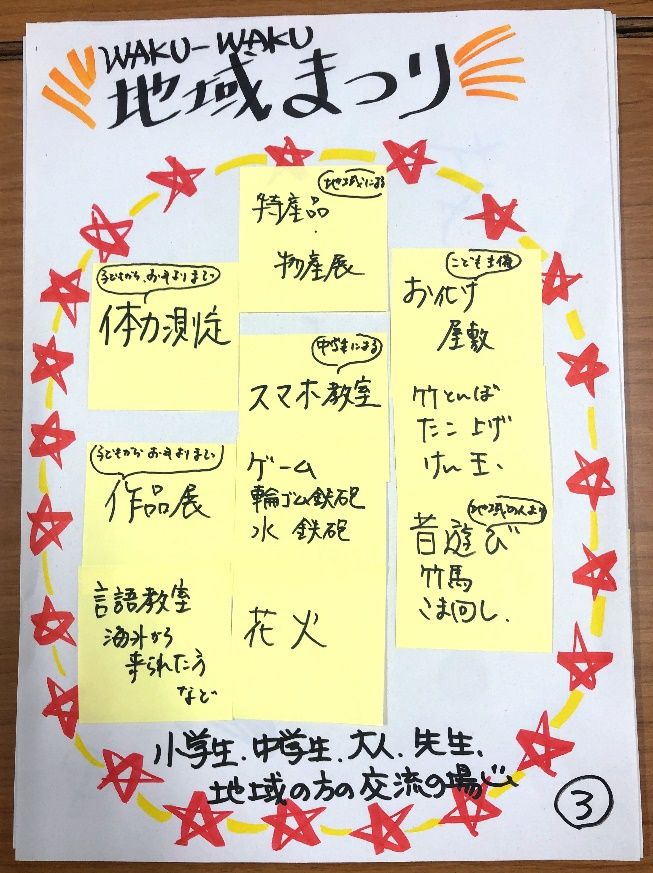 WAKU-WAKU
地域まつり
地域による
特産品
・
物産展
子どもから、お年よりまで
体力測定
こども主催
お化け
屋敷
中学生による
スマホ教室
竹とんぼ
たこ上げ
けん玉、
子どもから お年よりまで
作品展
ゲーム
輪ゴム鉄砲
水 鉄砲
地域の人より
昔遊び
竹馬
こま回し、
言語教室
海外から
来られた方
など
花火
小学生、中学生、大人、先生、
地域の方の交流の場
3